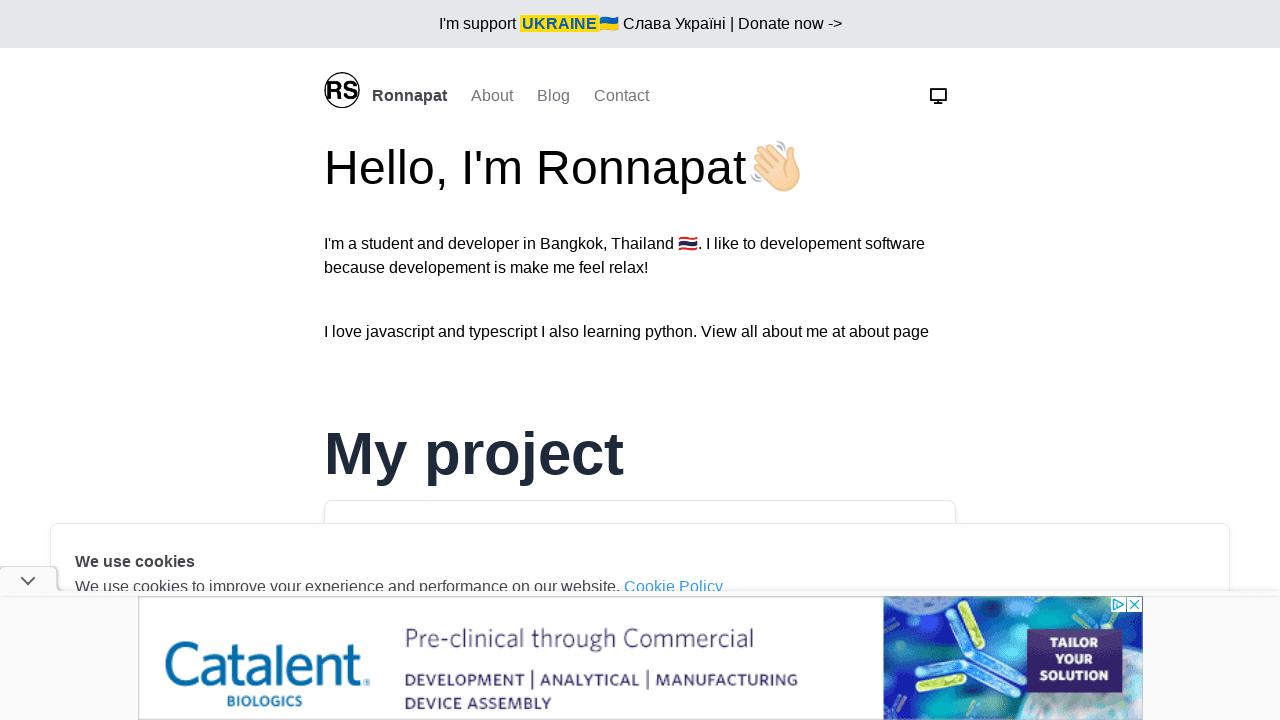 I'm support UKRAINE🇺🇦 Слава Україні | Donate now ->
RS Ronnapat About Blog Contact
Hello, I'm Ronnapat👋🏻
I'm a student and developer in Bangkok, Thailand 🇹🇭. I like to developement software
because developement is make me feel relax!
I love javascript and typescript I also learning python. View all about me at about page
My project
We use cookies
We use cookies to improve your experience and performance on our website. Cookie Policy
Catalent
BIOLOGICS
Pre-clinical through Commercial
DEVELOPMENT | ANALYTICAL | MANUFACTURING
DEVICE ASSEMBLY
TAILOR
YOUR
SOLUTION